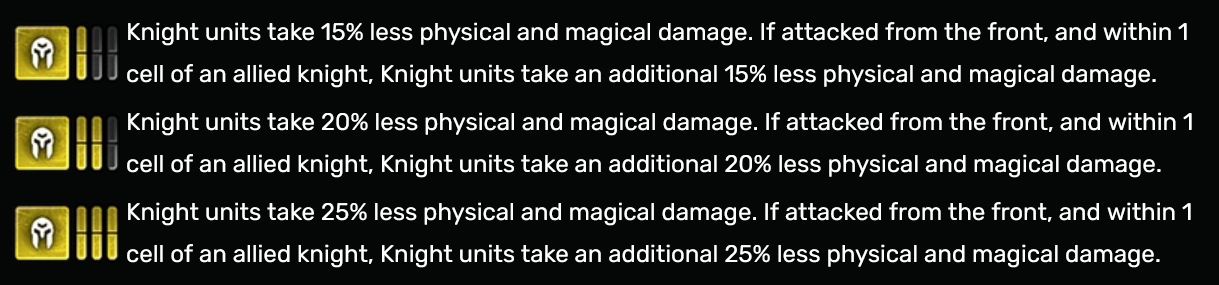 Knight units take 15% less physical and magical damage. If attacked from the front, and within 1
cell of an allied knight, Knight units take an additional 15% less physical and magical damage.
Knight units take 20% less physical and magical damage. If attacked from the front, and within 1
cell of an allied knight, Knight units take an additional 20% less physical and magical damage.
Knight units take 25% less physical and magical damage. If attacked from the front, and within 1
cell of an allied knight, Knight units take an additional 25% less physical and magical damage.